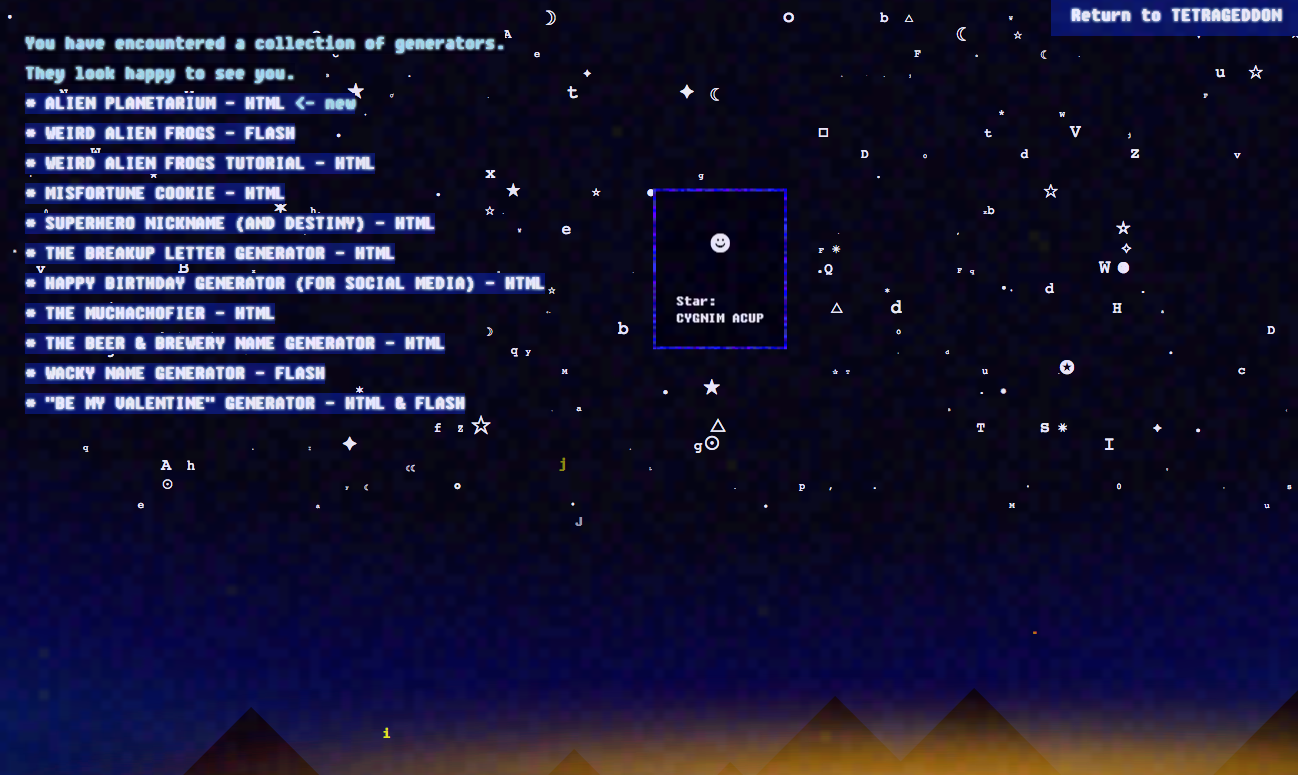 Return to TETRAGEDDON
You have encountered a collection of generators.
They look happy to see you.
* ALIEN PLANETARIUM - HTML <- new
* WEIRD ALIEN FROGS - FLASH
* WEIRD ALIEN FROGS TUTORIAL - HTML
* MISFORTUNE COOKIE - HTML
* SUPERHERO NICKNAME (AND DESTINY) - HTML
* THE BREAKUP LETTER GENERATOR - HTML
* HAPPY BIRTHDAY GENERATOR (FOR SOCIAL MEDIA) - HTML
* THE MUCHACHOFIER - HTML
* THE BEER & BREWERY NAME GENERATOR - HTML
* WACKY NAME GENERATOR - FLASH
* "BE MY VALENTINE" GENERATOR - HTML & FLASH
Star:
CYGNIM ACUP